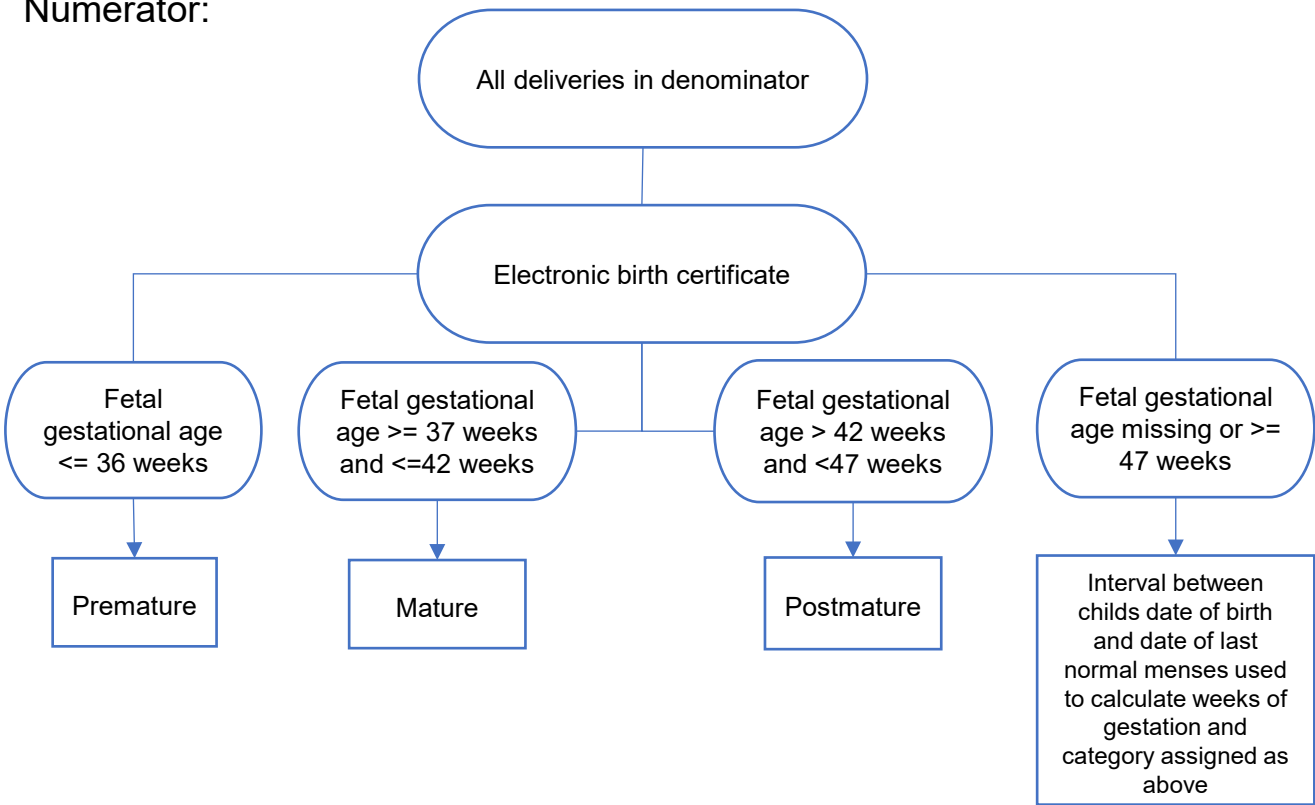 Numerator:
All deliveries in denominator
Electronic birth certificate
Fetal
gestational age
<= 36 weeks
Fetal gestational
age >= 37 weeks
and <=42 weeks
Fetal gestational
age > 42 weeks
and <47 weeks
Fetal gestational
age missing or >=
47 weeks
Premature
Mature
Postmature
Interval between
childs date of birth
and date of last
normal menses used
to calculate weeks of
gestation and
category assigned as
above